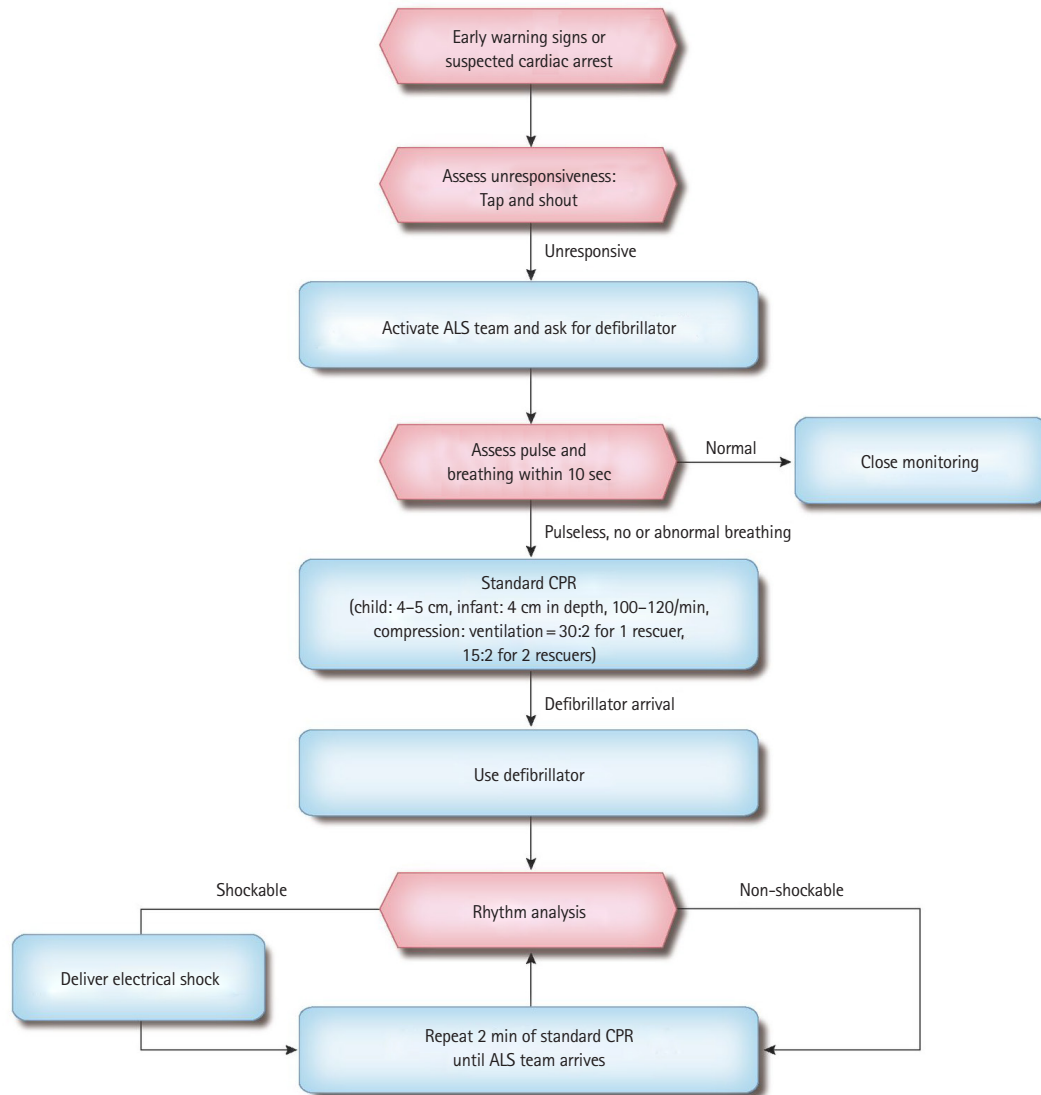 Early warning signs or
suspected cardiac arrest
Assess unresponsiveness:
Tap and shout
Unresponsive
Activate ALS team and ask for defibrillator
Assess pulse and
breathing within 10 sec
Normal
Close monitoring
Pulseless, no or abnormal breathing
Standard CPR
(child: 4–5 cm, infant: 4 cm in depth, 100–120/min,
compression: ventilation = 30:2 for 1 rescuer,
15:2 for 2 rescuers)
Defibrillator arrival
Use defibrillator
Shockable
Rhythm analysis
Non-shockable
Deliver electrical shock
Repeat 2 min of standard CPR
until ALS team arrives